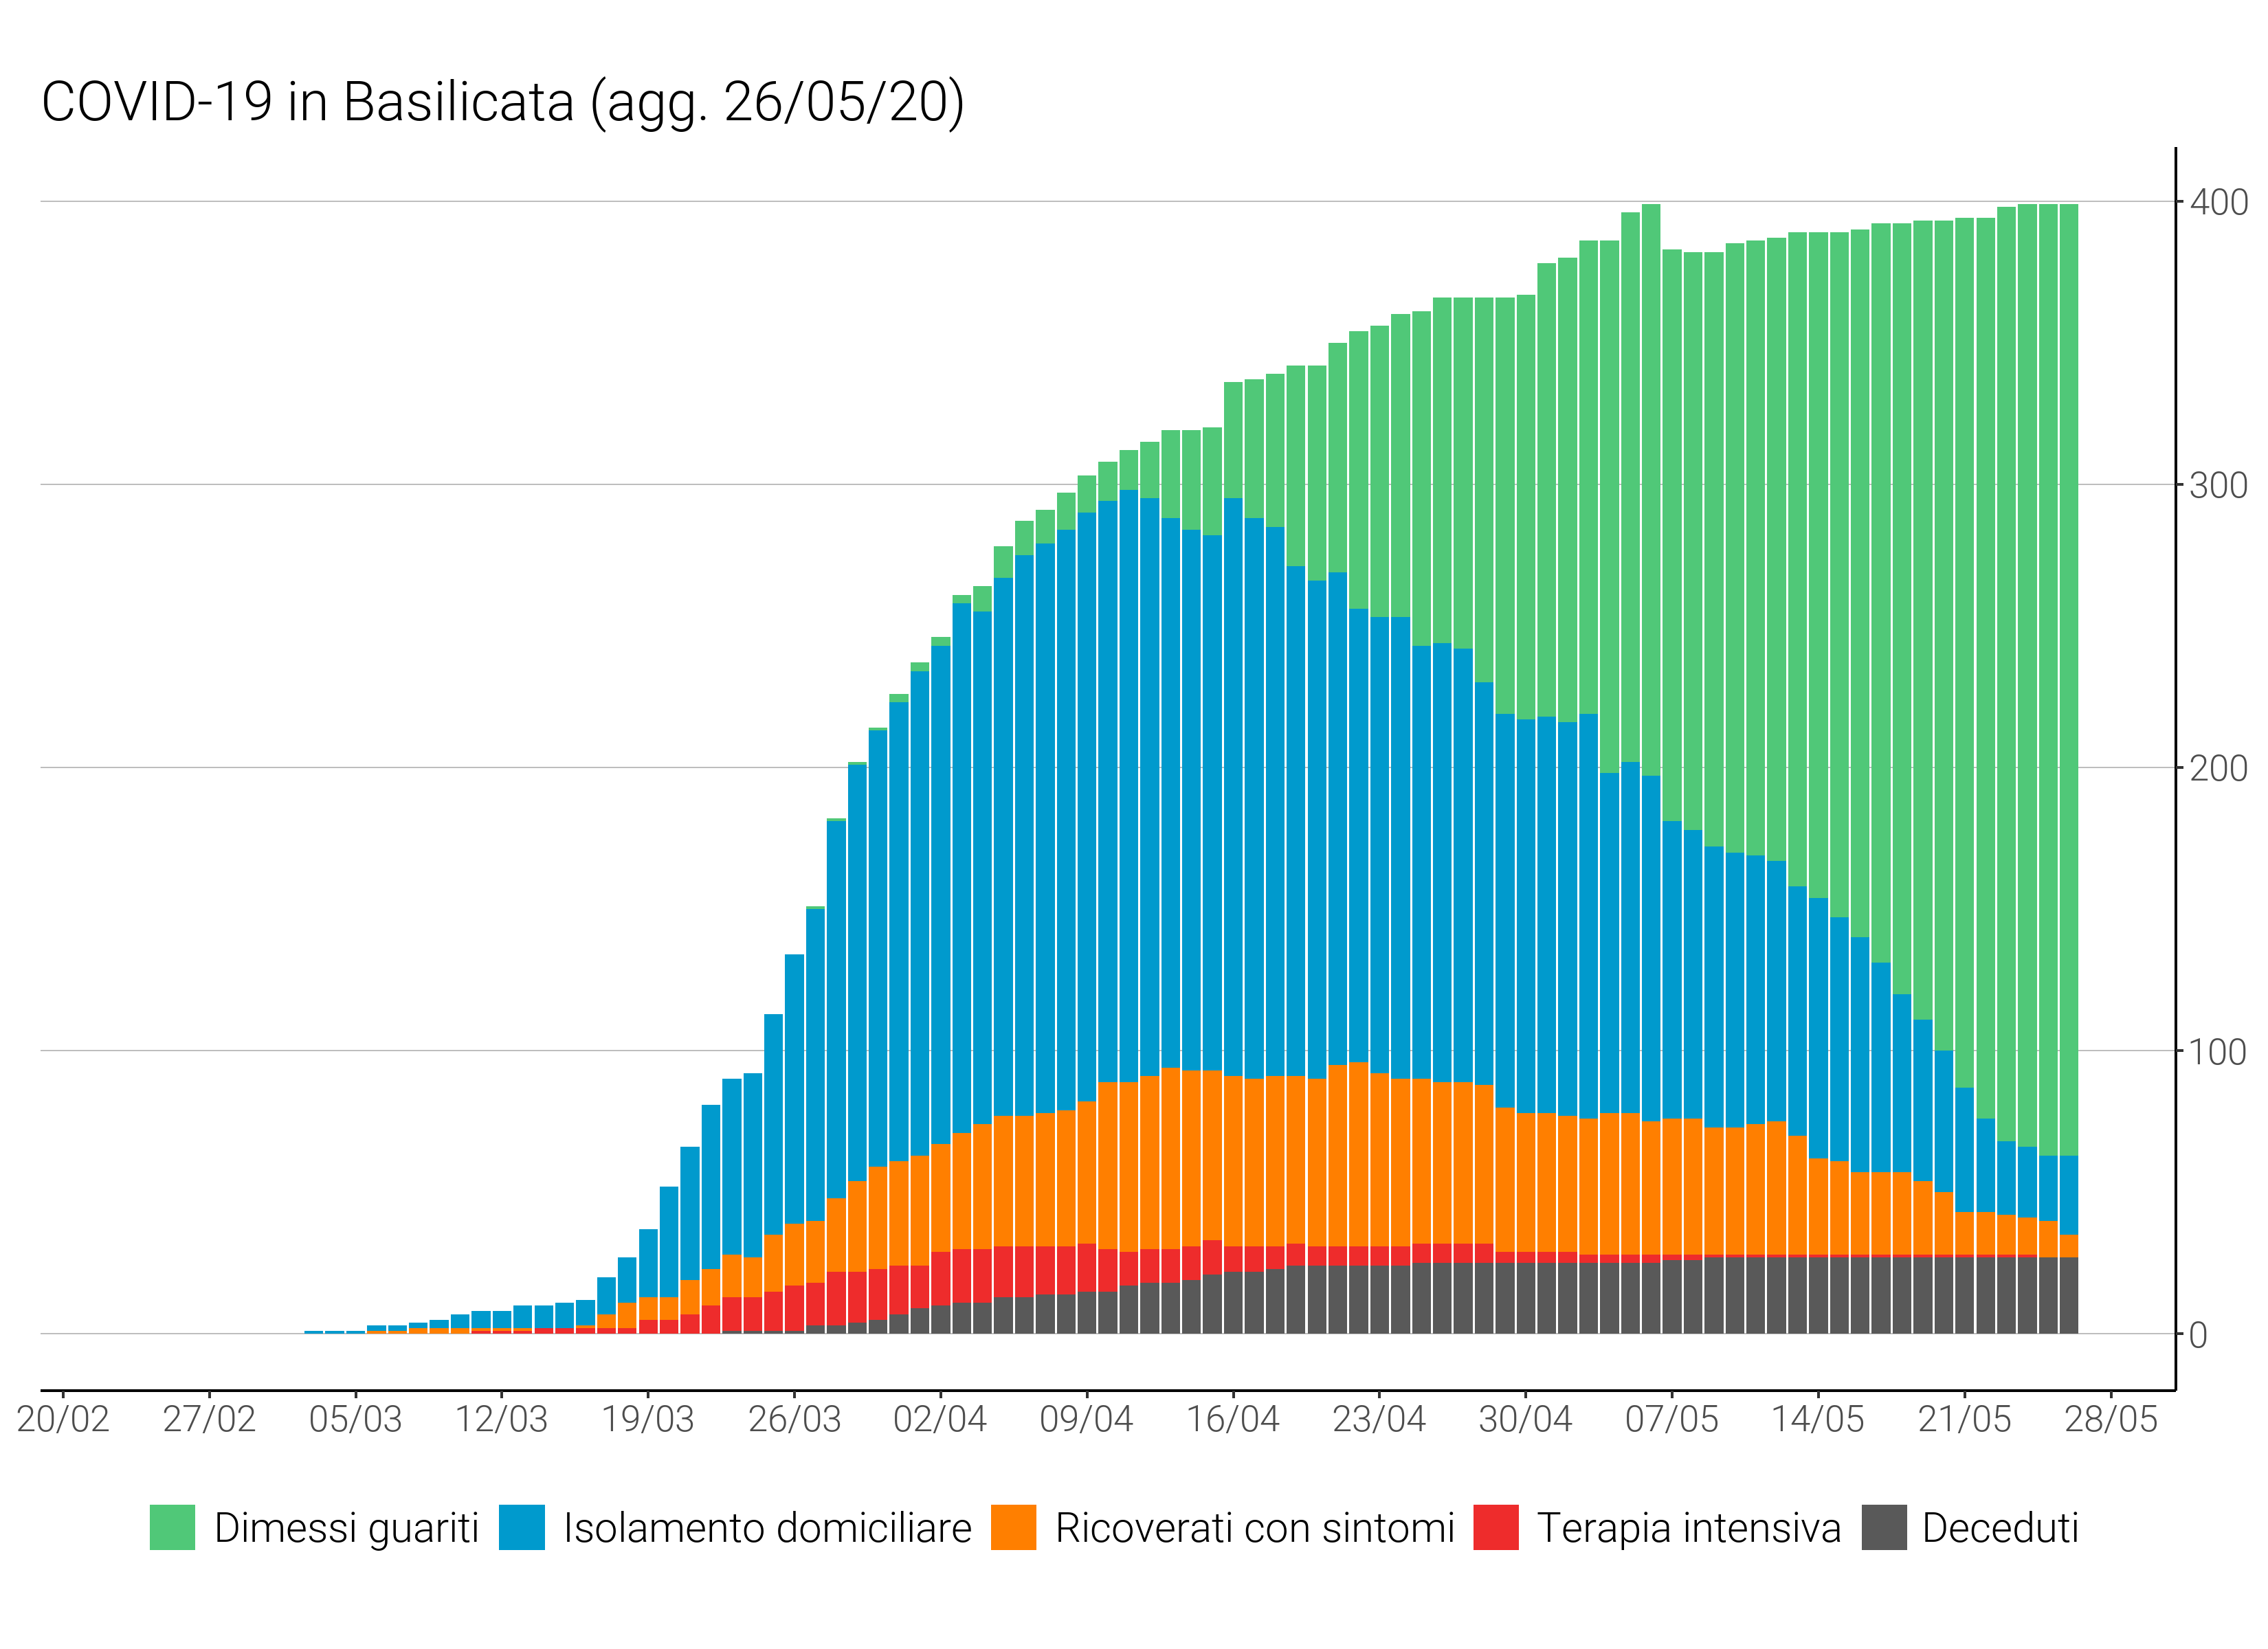 COVID-19 in Basilicata (agg. 26/05/20)
400
300
200
100
0
20/02 27/02 05/03 12/03 19/03 26/03 02/04 09/04 16/04 23/04 30/04 07/05 14/05 21/05 28/05
Dimessi guariti Isolamento domiciliare Ricoverati con sintomi Terapia intensiva Deceduti